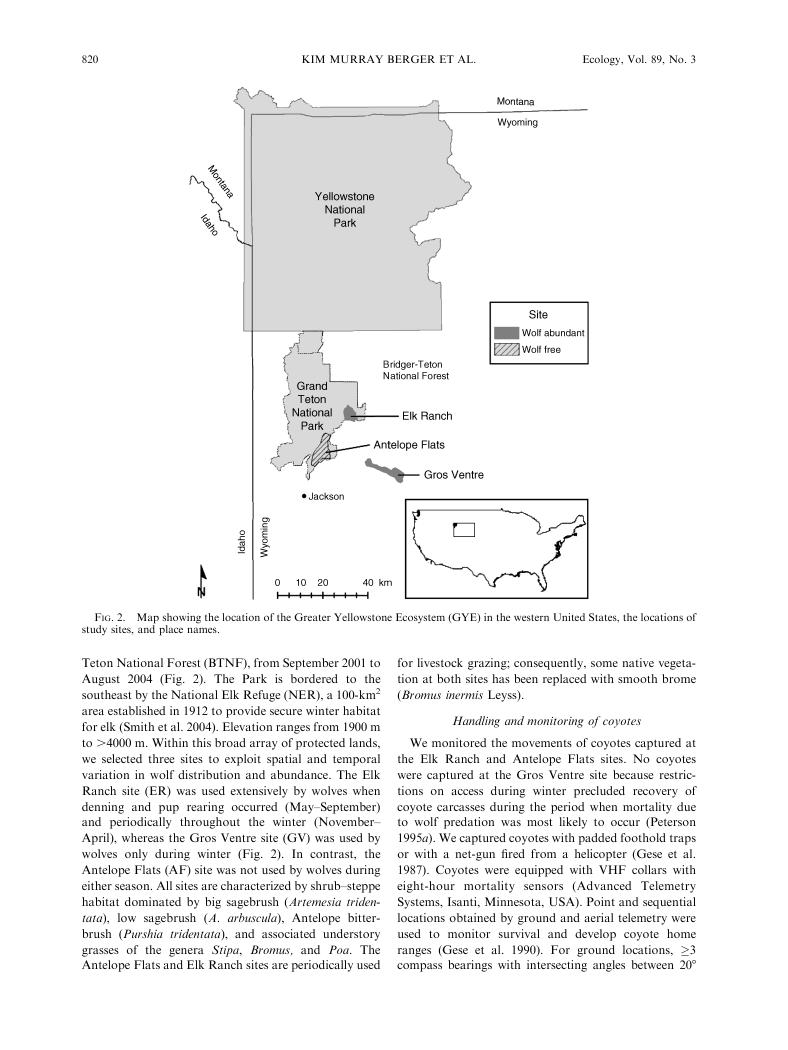 820
KIM MURRAY BERGER ET AL.
Ecology, Vol. 89, No. 3
Montana
Wyoming
Montana
Idaho
Yellowstone
National
Park
Site
Wolf abundant
Wolf free
Bridger-Teton
National Forest
Grand
Teton
National
Park
Elk Ranch
Antelope Flats
Gros Ventre
Jackson
Idaho
Wyoming
N
0 10 20 40 km
FIG. 2. Map showing the location of the Greater Yellowstone Ecosystem (GYE) in the western United States, the locations of
study sites, and place names.
Teton National Forest (BTNF), from September 2001 to
August 2004 (Fig. 2). The Park is bordered to the
southeast by the National Elk Refuge (NER), a 100-km²
area established in 1912 to provide secure winter habitat
for elk (Smith et al. 2004). Elevation ranges from 1900 m
to >4000 m. Within this broad array of protected lands,
we selected three sites to exploit spatial and temporal
variation in wolf distribution and abundance. The Elk
Ranch site (ER) was used extensively by wolves when
denning and pup rearing occurred (May–September)
and periodically throughout the winter (November–
April), whereas the Gros Ventre site (GV) was used by
wolves only during winter (Fig. 2). In contrast, the
Antelope Flats (AF) site was not used by wolves during
either season. All sites are characterized by shrub–steppe
habitat dominated by big sagebrush (Artemesia triden-
tata), low sagebrush (A. arbuscula), Antelope bitter-
brush (Purshia tridentata), and associated understory
grasses of the genera Stipa, Bromus, and Poa. The
Antelope Flats and Elk Ranch sites are periodically used
for livestock grazing; consequently, some native vegeta-
tion at both sites has been replaced with smooth brome
(Bromus inermis Leyss).
Handling and monitoring of coyotes
We monitored the movements of coyotes captured at
the Elk Ranch and Antelope Flats sites. No coyotes
were captured at the Gros Ventre site because restric-
tions on access during winter precluded recovery of
coyote carcasses during the period when mortality due
to wolf predation was most likely to occur (Peterson
1995a). We captured coyotes with padded foothold traps
or with a net-gun fired from a helicopter (Gese et al.
1987). Coyotes were equipped with VHF collars with
eight-hour mortality sensors (Advanced Telemetry
Systems, Isanti, Minnesota, USA). Point and sequential
locations obtained by ground and aerial telemetry were
used to monitor survival and develop coyote home
ranges (Gese et al. 1990). For ground locations, ≥3
compass bearings with intersecting angles between 20°